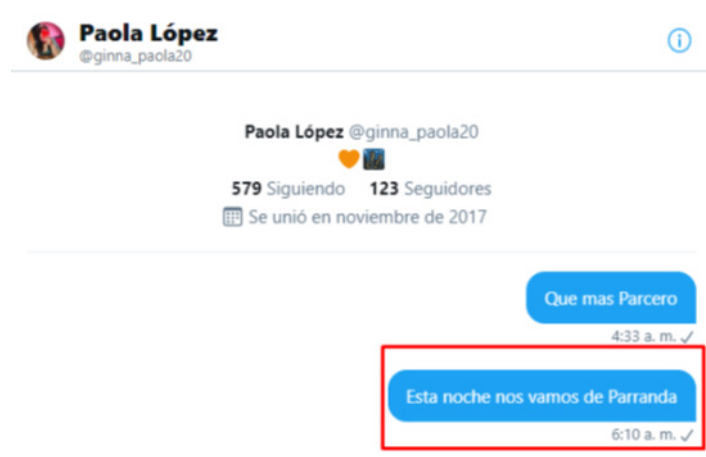 Paola López
@ginna_paola20
Paola López @ginna_paola20
🧡🌃
579 Siguiendo 123 Seguidores
Se unió en noviembre de 2017
Que mas Parcero
4:33 a. m. ✓
Esta noche nos vamos de Parranda
6:10 a. m. ✓